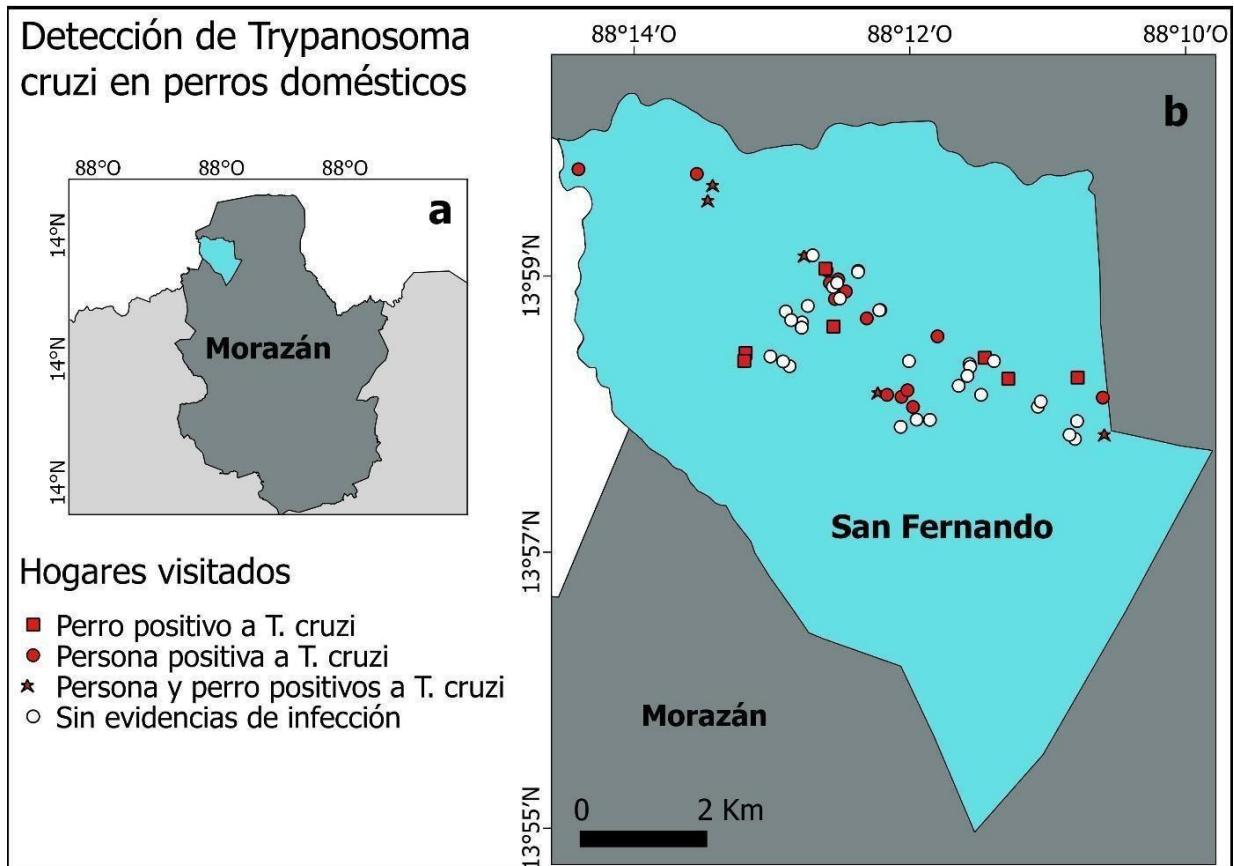 Detección de Trypanosoma
cruzi en perros domésticos
88°O 88°O 88°O
14°N
14°N
14°N
a
Morazán
Hogares visitados
Perro positivo a T. cruzi
Persona positiva a T. cruzi
Persona y perro positivos a T. cruzi
Sin evidencias de infección
88°14'O 88°12'O 88°10'O
b
13°59'N
13°57'N
13°55'N
San Fernando
Morazán
0 2 Km